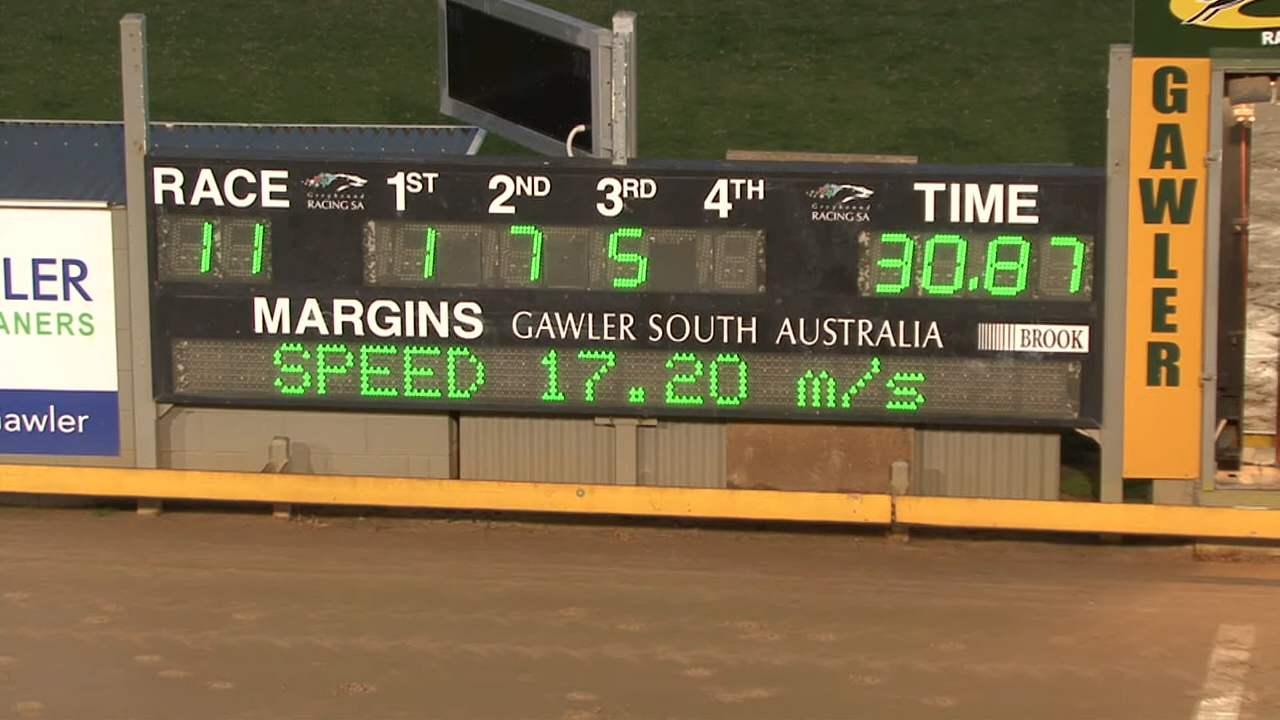 RA
GAWLER
RACE
Greyhound
RACING SA
1ST 2ND 3RD 4TH
Greyhound
RACING SA
TIME
11 1 7 5 30.87
MARGINS GAWLER SOUTH AUSTRALIA BROOK
SPEED 17.20 m/s
LER
ANERS
awler